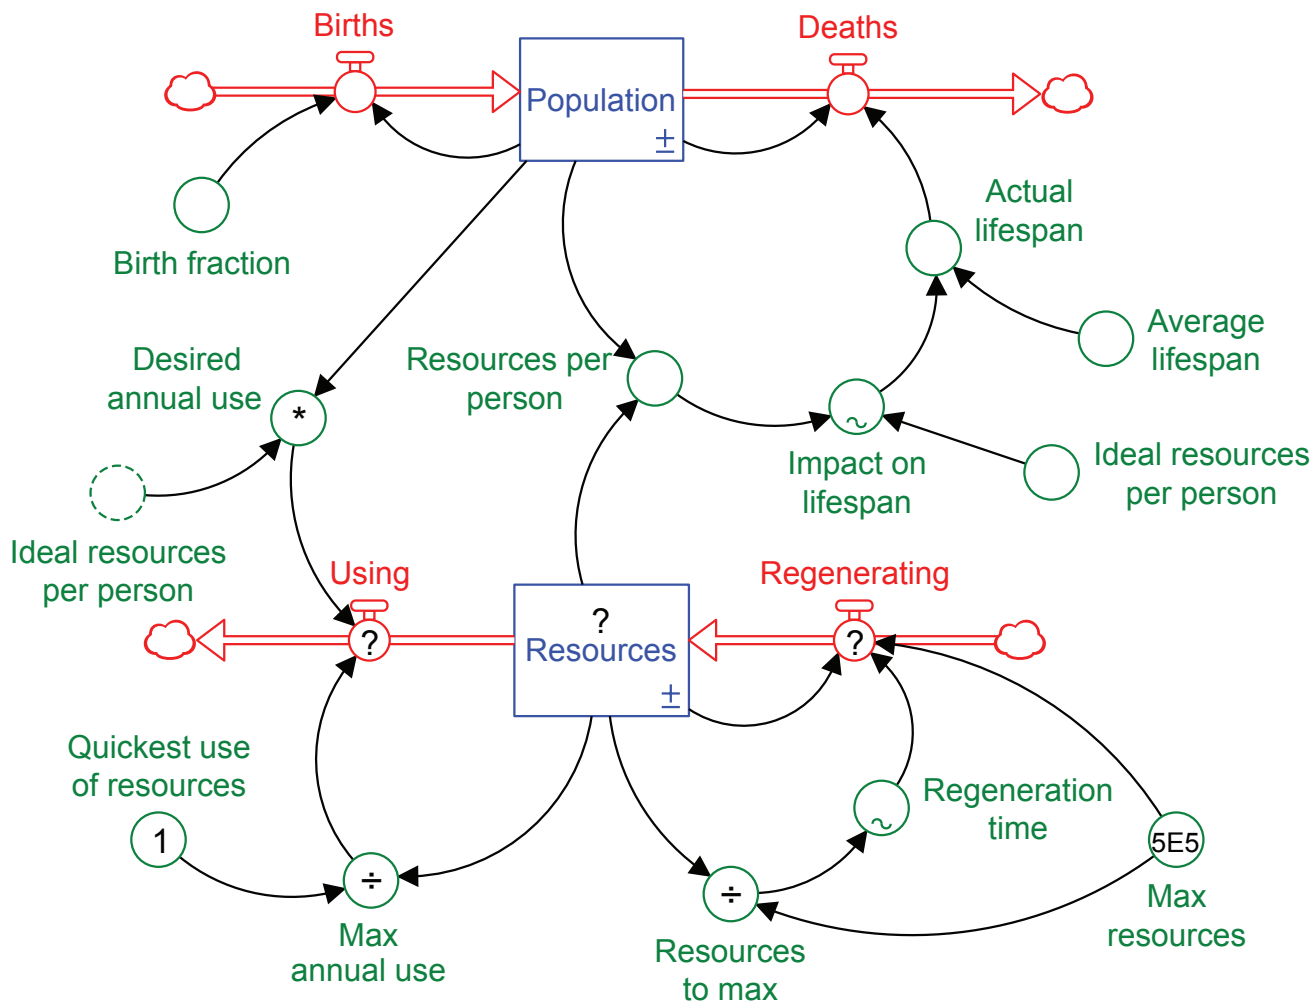 Births
Deaths
Population
±
Birth fraction
Actual
lifespan
Average
lifespan
Desired
annual use
*
Resources per
person
~
Impact on
lifespan
Ideal resources
per person
Ideal resources
per person
Using
?
?
Resources
±
Regenerating
?
Quickest use
of resources
1
÷
Max
annual use
÷
Resources
to max
~
Regeneration
time
5E5
Max
resources